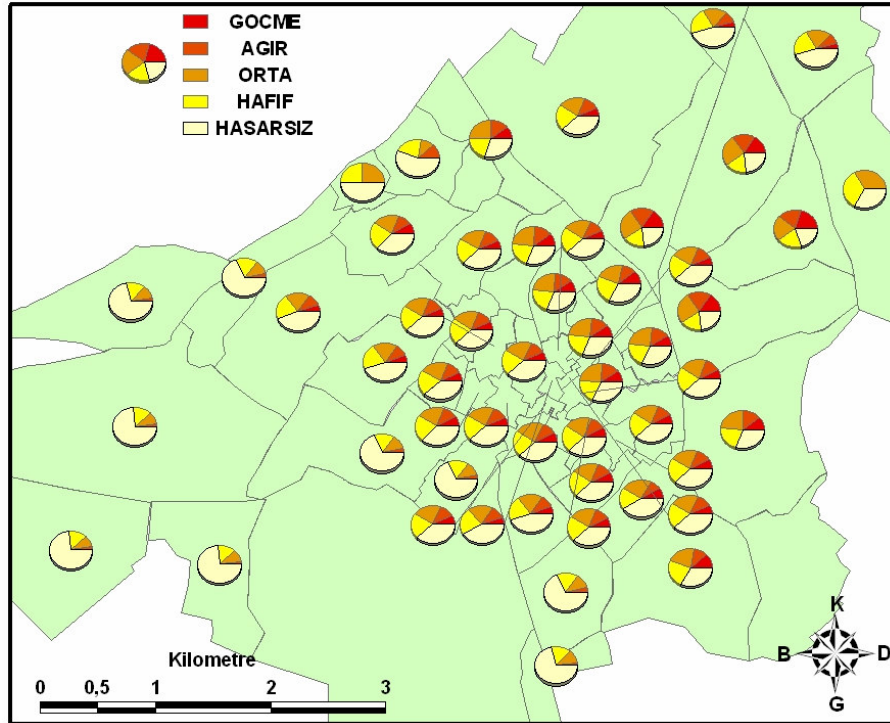 GOCME
AGIR
ORTA
HAFIF
HASARSIZ
Kilometre
0 0,5 1 2 3
K
B D
G